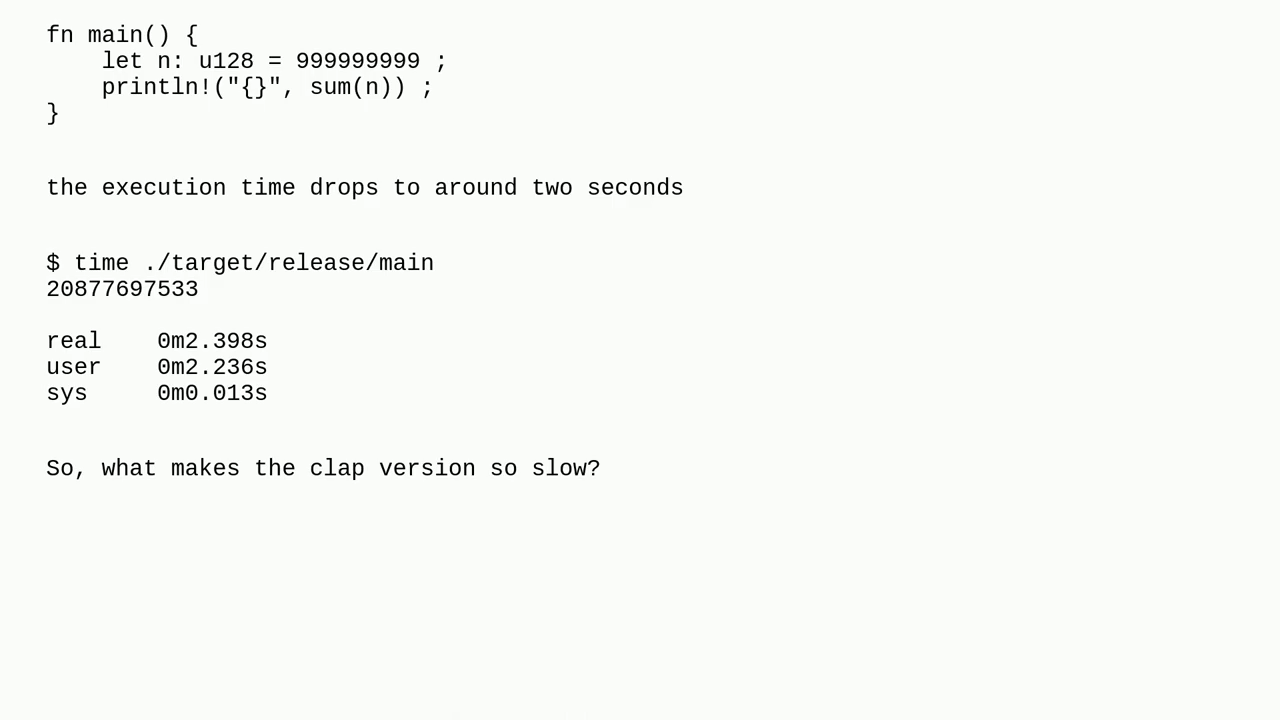 fn main() {
    let n: u128 = 999999999 ;
    println!("{}", sum(n)) ;
}
the execution time drops to around two seconds
$ time ./target/release/main
20877697533
real    0m2.398s
user    0m2.236s
sys     0m0.013s
So, what makes the clap version so slow?